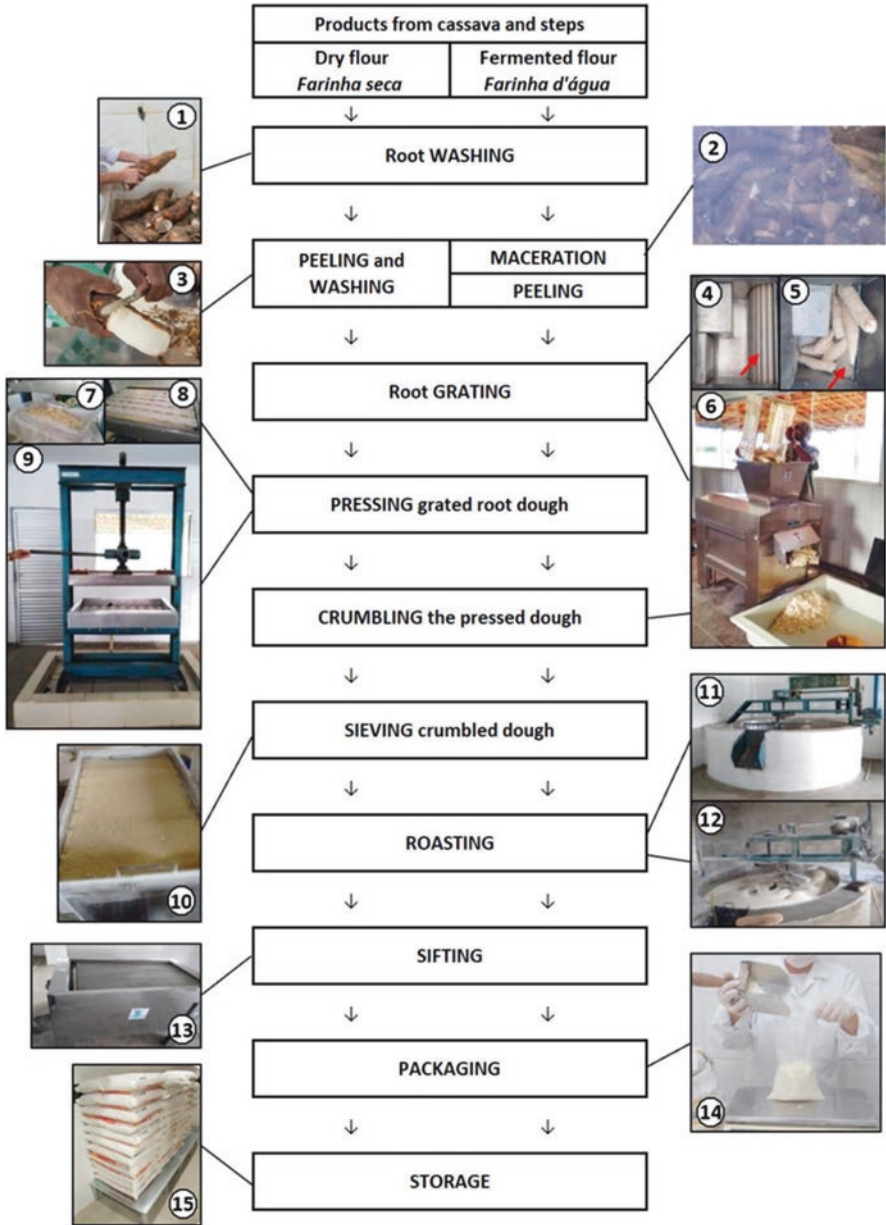 Products from cassava and steps
Dry flour
Farinha seca
Fermented flour
Farinha d'água
1
Root WASHING
2
PEELING and
WASHING
MACERATION
PEELING
3
4
5
Root GRATING
6
7
8
9
PRESSING grated root dough
CRUMBLING the pressed dough
SIEVING crumbled dough
10
11
ROASTING
12
SIFTING
13
PACKAGING
14
STORAGE
15